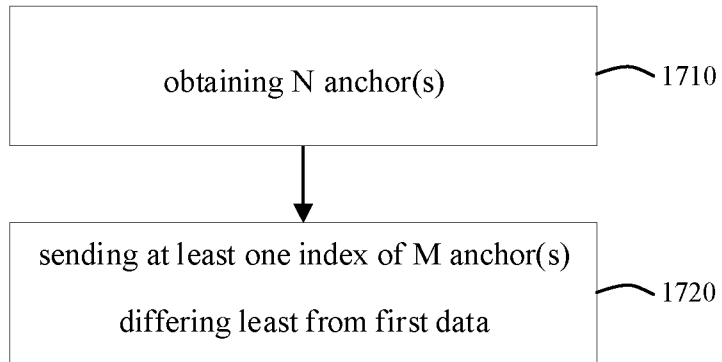 obtaining N anchor(s)
1710
sending at least one index of M anchor(s)
differing least from first data
1720